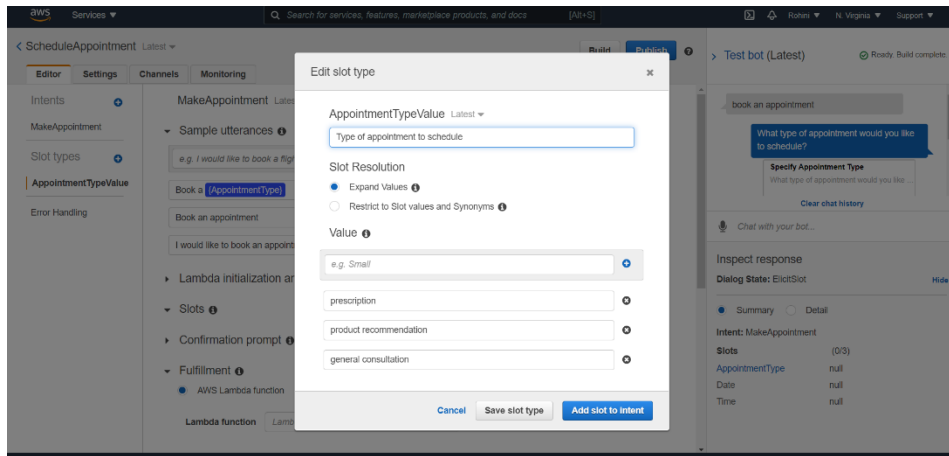 aws Services Search for services, features, marketplace products, and docs [Alt+S] Rohini N. Virginia Support
ScheduleAppointment Latest
Build Publish
Editor Settings Channels Monitoring
Intents
MakeAppointment
Slot types
AppointmentTypeValue
Error Handling
MakeAppointment Lates
Sample utterances
e.g. I would like to book a fligh
Book a {AppointmentType}
Book an appointment
I would like to book an appoint
Lambda initialization an
Slots
Confirmation prompt
Fulfillment
AWS Lambda function
Lambda function Lamb
Edit slot type
AppointmentTypeValue Latest
Type of appointment to schedule
Slot Resolution
Expand Values
Restrict to Slot values and Synonyms
Value
e.g. Small
prescription
product recommendation
general consultation
Cancel Save slot type Add slot to intent
Test bot (Latest) Ready. Build complete
book an appointment
What type of appointment would you like
to schedule?
Specify Appointment Type
What type of appointment would you like ...
Clear chat history
Chat with your bot...
Inspect response
Dialog State: ElicitSlot Hide
Summary Detail
Intent: MakeAppointment
Slots (0/3)
AppointmentType null
Date null
Time null